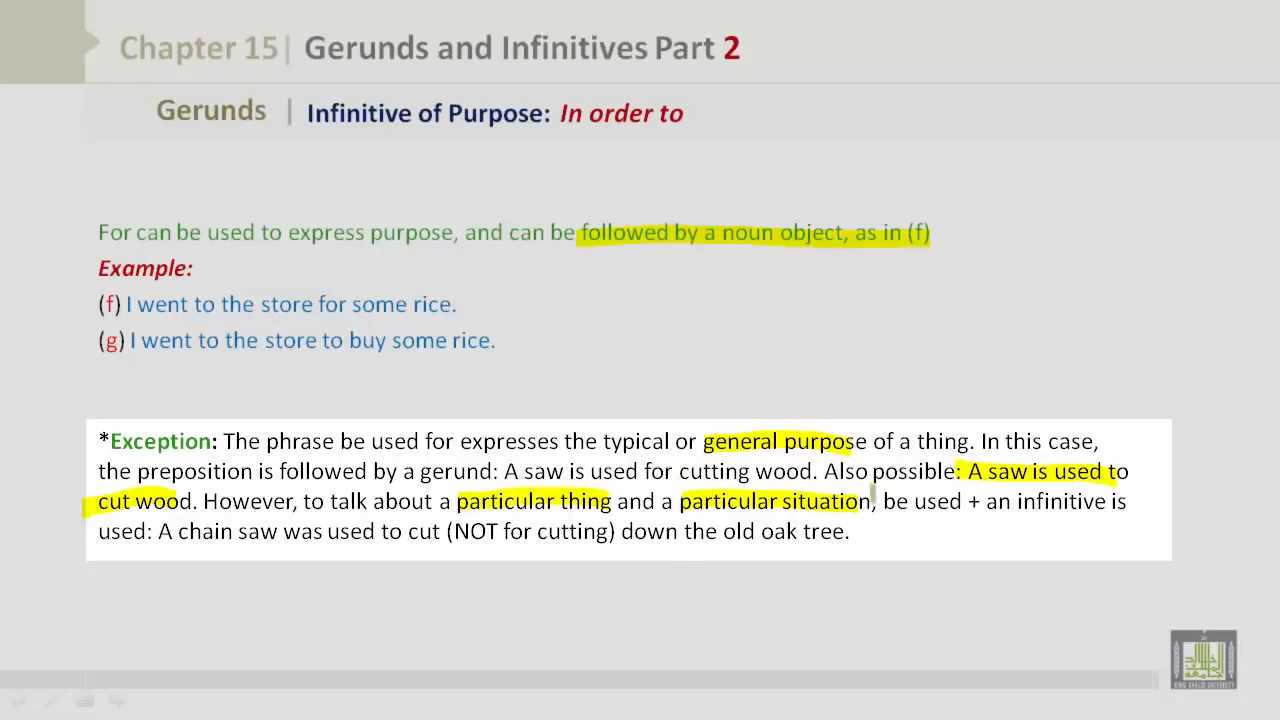 Chapter 15| Gerunds and Infinitives Part 2
Gerunds | Infinitive of Purpose: In order to
For can be used to express purpose, and can be followed by a noun object, as in (f)
Example:
(f) I went to the store for some rice.
(g) I went to the store to buy some rice.
*Exception: The phrase be used for expresses the typical or general purpose of a thing. In this case,
the preposition is followed by a gerund: A saw is used for cutting wood. Also possible: A saw is used to
cut wood. However, to talk about a particular thing and a particular situation, be used + an infinitive is
used: A chain saw was used to cut (NOT for cutting) down the old oak tree.
KING KHALID UNIVERSITY